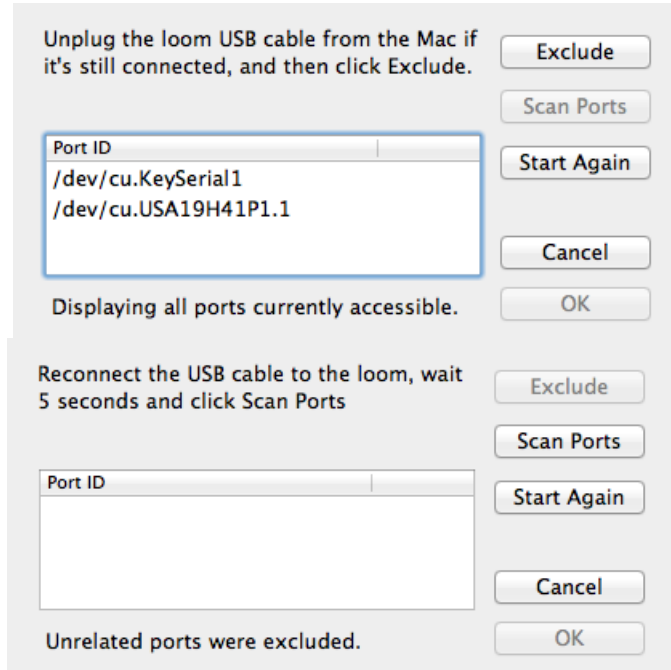 Unplug the loom USB cable from the Mac if
it's still connected, and then click Exclude.
Exclude
Scan Ports
Start Again
Port ID
/dev/cu.KeySerial1
/dev/cu.USA19H41P1.1
Cancel
Displaying all ports currently accessible.
OK
Reconnect the USB cable to the loom, wait
5 seconds and click Scan Ports
Exclude
Scan Ports
Port ID
Start Again
Cancel
Unrelated ports were excluded.
OK